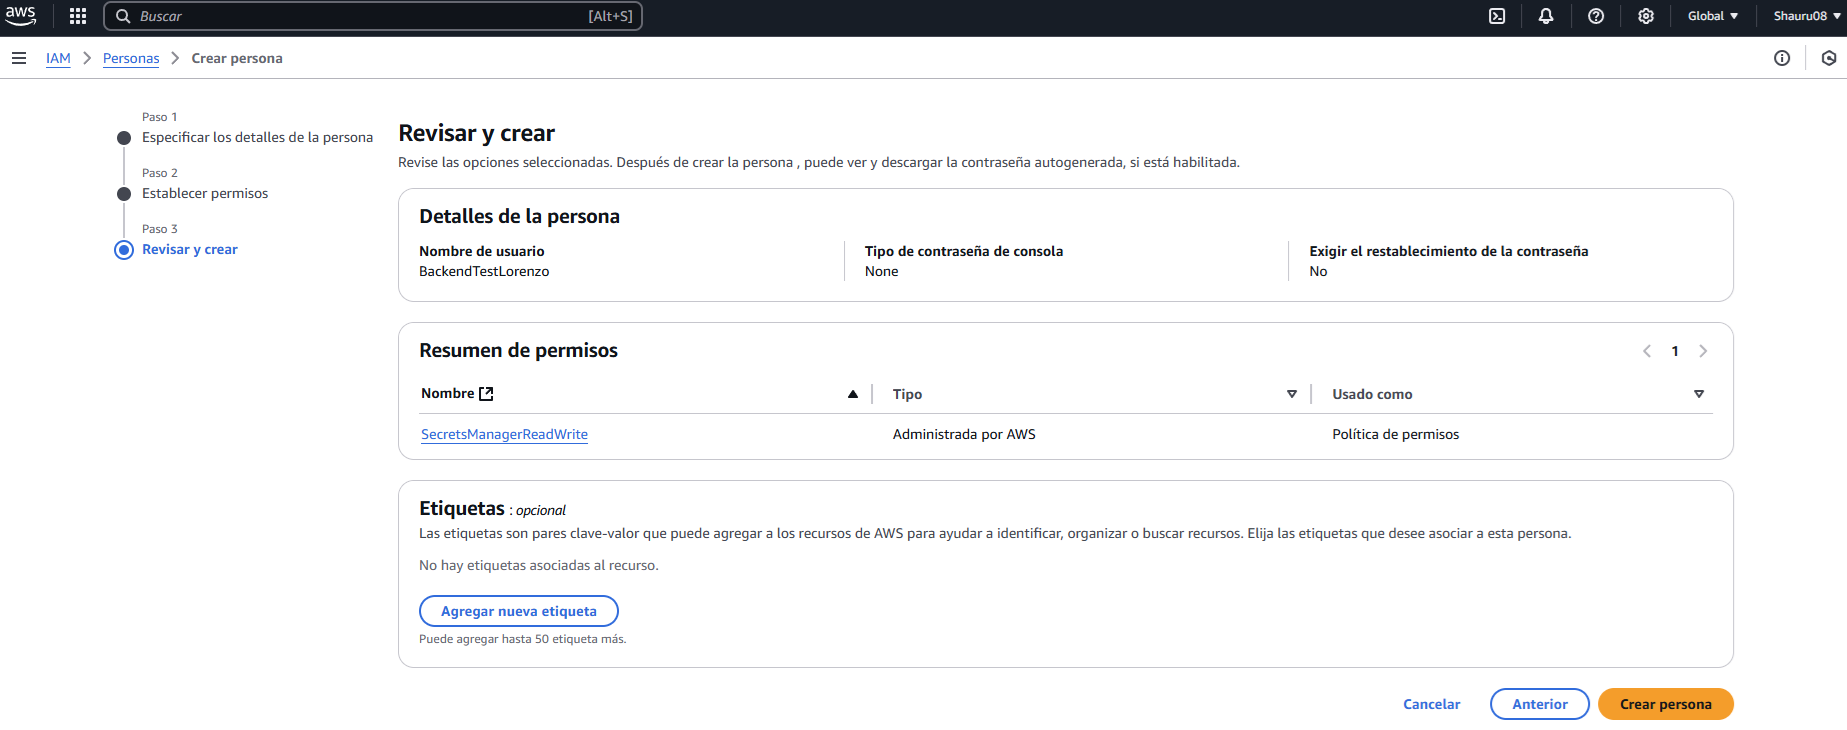 aws
Buscar
[Alt+S]
Global
Shauru08
IAM
Personas
Crear persona
Paso 1
Especificar los detalles de la persona
Paso 2
Establecer permisos
Paso 3
Revisar y crear
Revisar y crear
Revise las opciones seleccionadas. Después de crear la persona , puede ver y descargar la contraseña autogenerada, si está habilitada.
Detalles de la persona
Nombre de usuario
BackendTestLorenzo
Tipo de contraseña de consola
None
Exigir el restablecimiento de la contraseña
No
Resumen de permisos
1
Nombre
Tipo
Usado como
SecretsManagerReadWrite
Administrada por AWS
Política de permisos
Etiquetas : opcional
Las etiquetas son pares clave-valor que puede agregar a los recursos de AWS para ayudar a identificar, organizar o buscar recursos. Elija las etiquetas que desee asociar a esta persona.
No hay etiquetas asociadas al recurso.
Agregar nueva etiqueta
Puede agregar hasta 50 etiqueta más.
Cancelar
Anterior
Crear persona